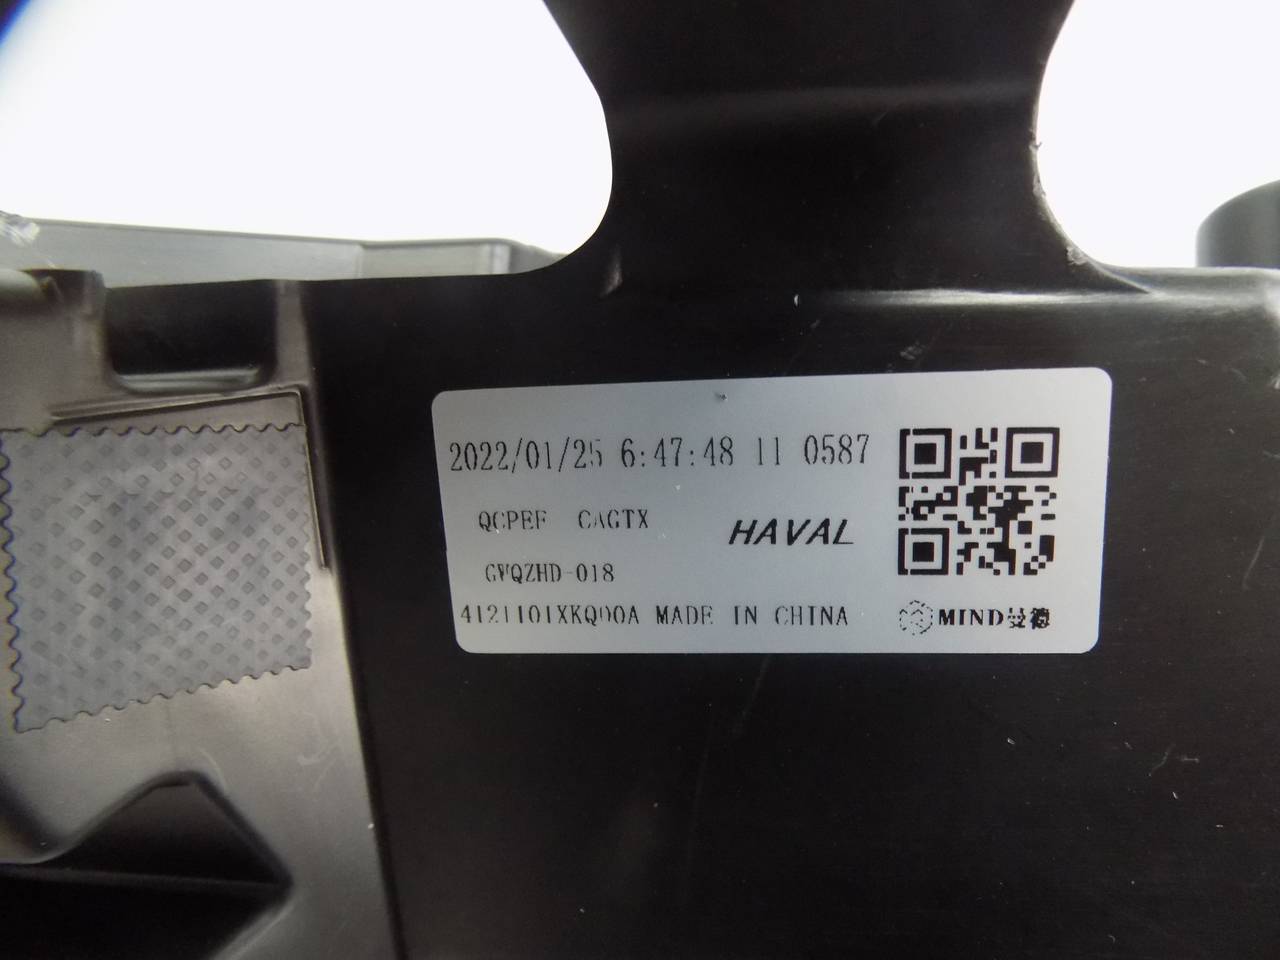 2022/01/25 6:47:48 11 0587
QCPEF CAGTX
HAVAL
GWQZHD-018
4121101XKQ00A MADE IN CHINA
MIND曼德